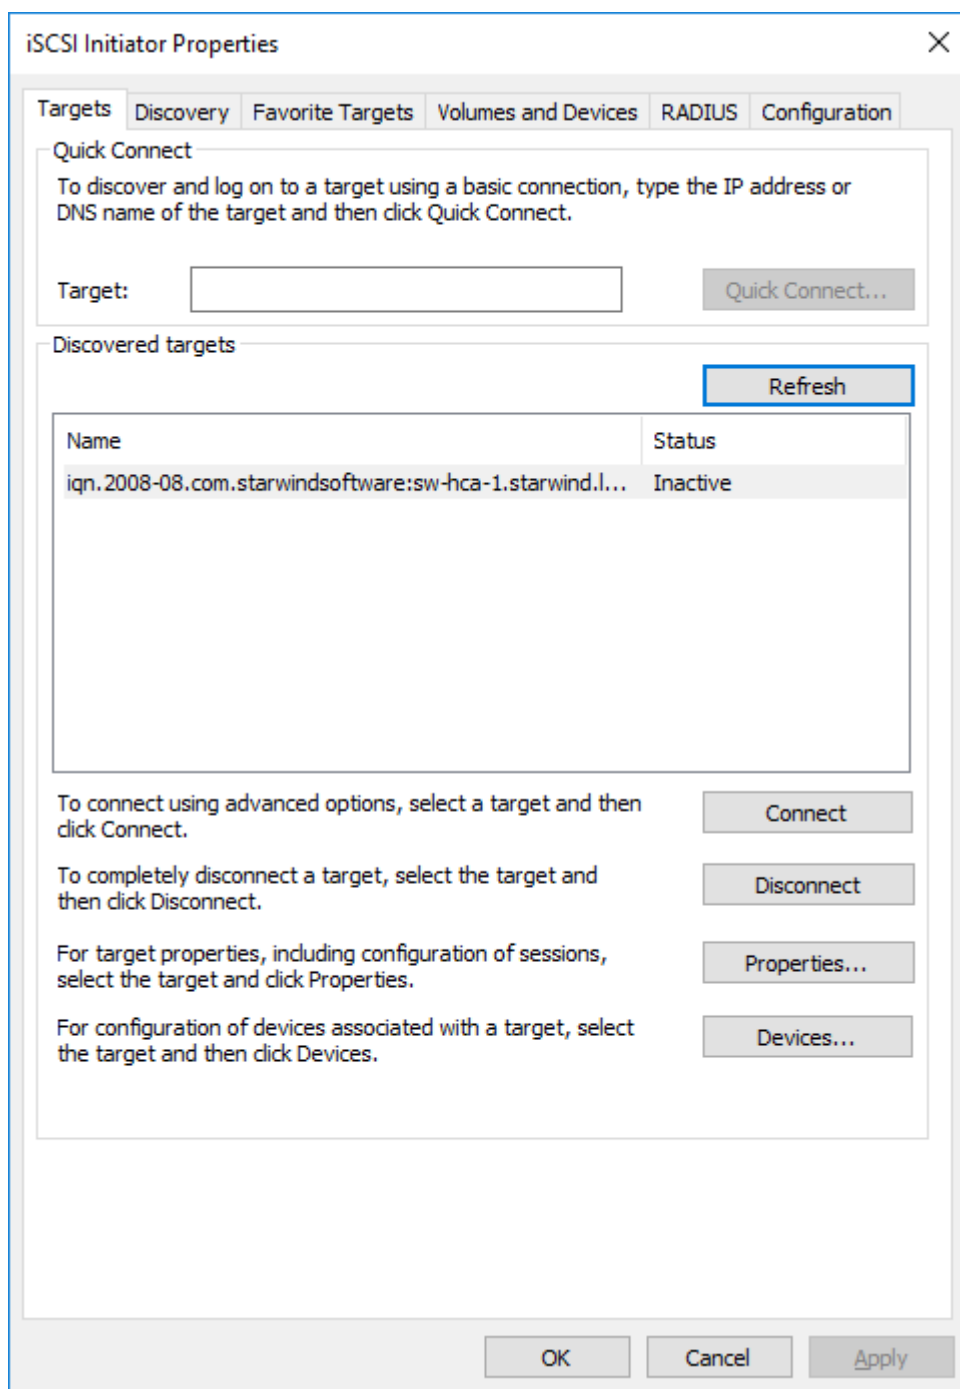 iSCSI Initiator Properties
Targets Discovery Favorite Targets Volumes and Devices RADIUS Configuration
Quick Connect
To discover and log on to a target using a basic connection, type the IP address or
DNS name of the target and then click Quick Connect.
Target: Quick Connect...
Discovered targets
Refresh
Name Status
iqn.2008-08.com.starwindsoftware:sw-hca-1.starwind.l... Inactive
To connect using advanced options, select a target and then
click Connect.
Connect
To completely disconnect a target, select the target and
then click Disconnect.
Disconnect
For target properties, including configuration of sessions,
select the target and click Properties.
Properties...
For configuration of devices associated with a target, select
the target and then click Devices.
Devices...
OK Cancel Apply